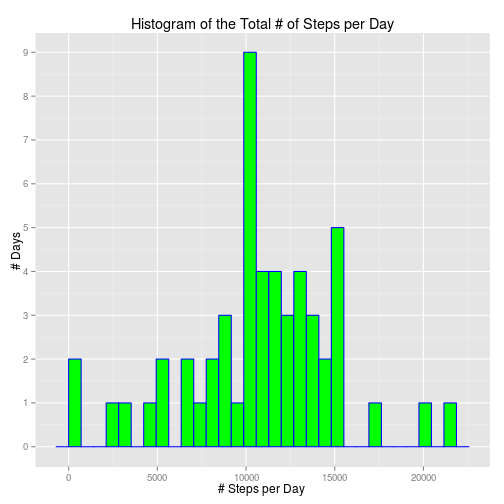 Histogram of the Total # of Steps per Day
9
8
7
6
5
4
3
2
1
0
# Days
0 5000 10000 15000 20000
# Steps per Day